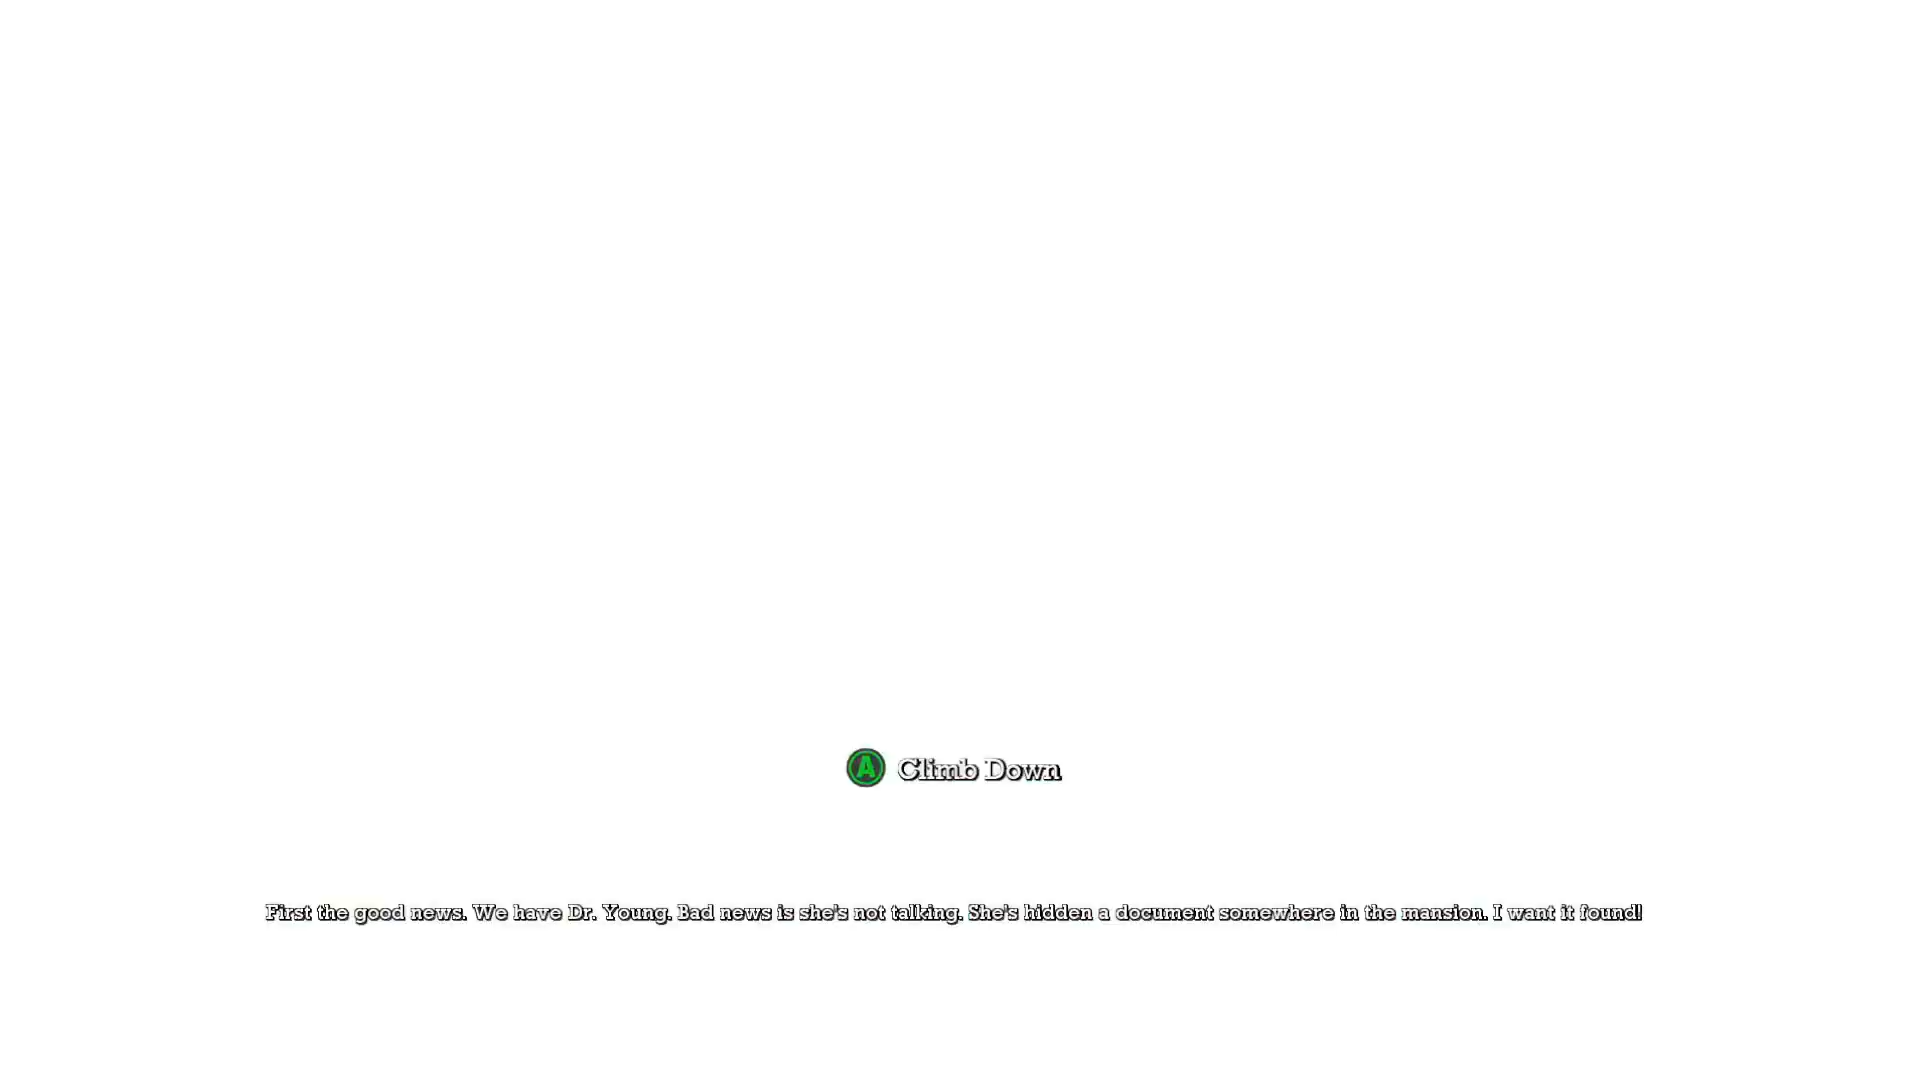 A Climb Down
First the good news. We have Dr. Young. Bad news is she's not talking. She's hidden a document somewhere in the mansion. I want it found!